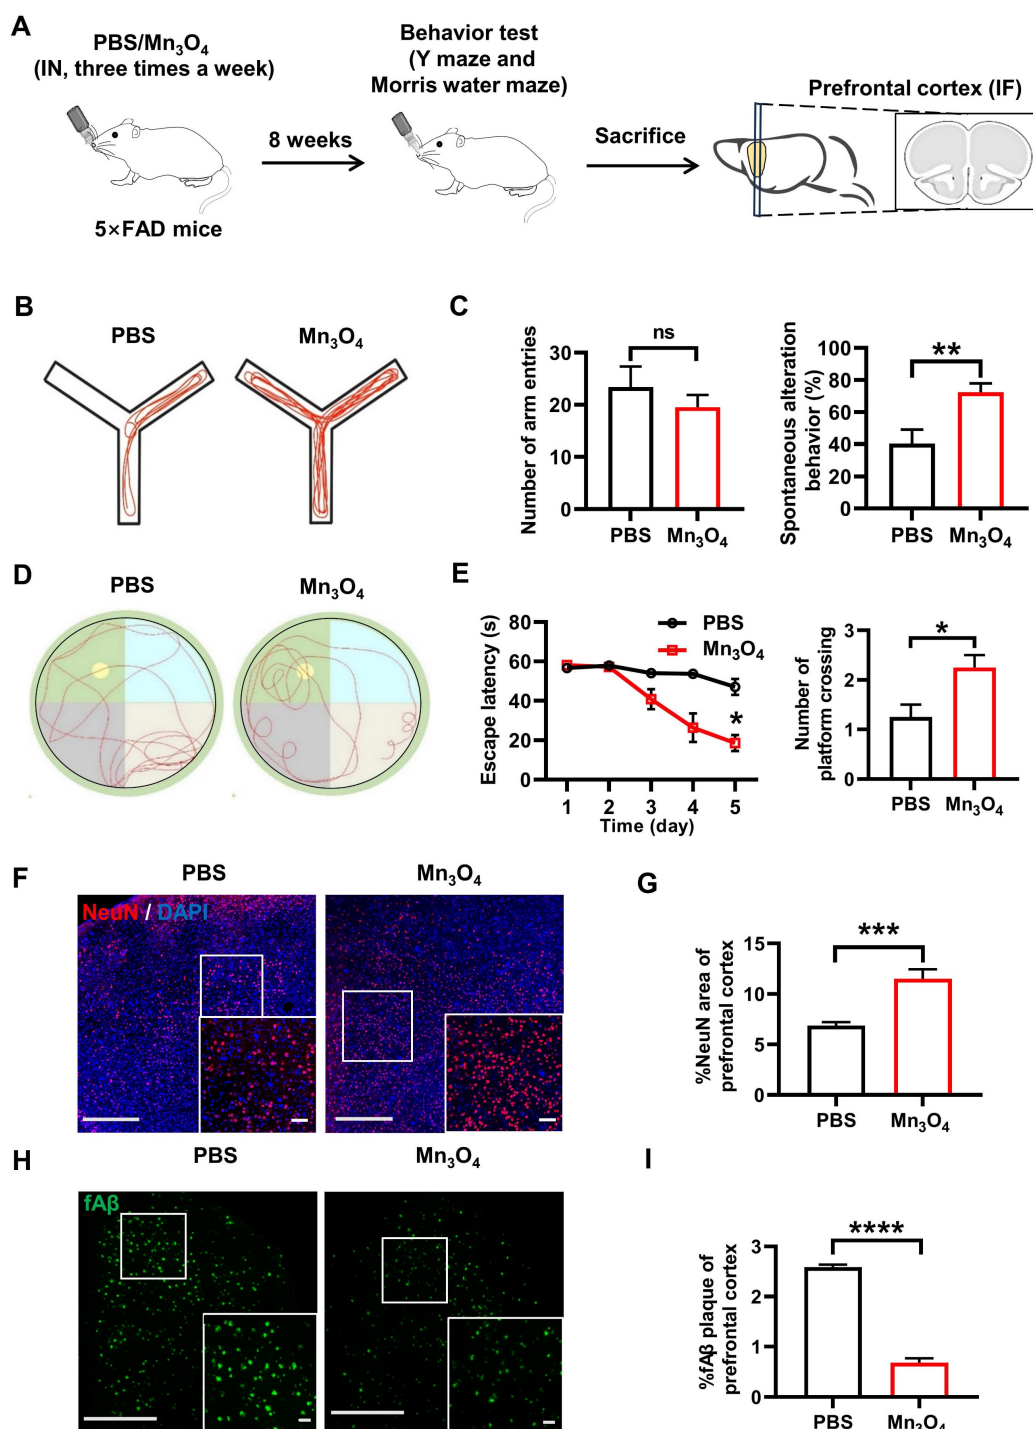 A
PBS/Mn₃O₄
(IN, three times a week)
5×FAD mice
8 weeks
Behavior test
(Y maze and
Morris water maze)
Sacrifice
Prefrontal cortex (IF)
B
PBS
Mn₃O₄
C
Number of arm entries
30
20
10
0
ns
PBS
Mn₃O₄
Spontaneous alteration
behavior (%)
100
80
60
40
20
0
**
PBS
Mn₃O₄
D
PBS
Mn₃O₄
E
Escape latency (s)
80
60
40
20
0
PBS
Mn₃O₄
*
1 2 3 4 5
Time (day)
Number of
platform crossing
3
2
1
0
*
PBS
Mn₃O₄
F
PBS
Mn₃O₄
NeuN / DAPI
G
%NeuN area of
prefrontal cortex
15
10
5
0
***
PBS
Mn₃O₄
H
PBS
Mn₃O₄
fAβ
I
%fAβ plaque of
prefrontal cortex
3
2
1
0
****
PBS
Mn₃O₄